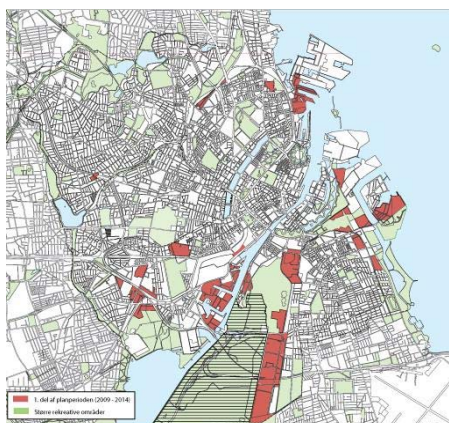 1. del af planperioden (2009 - 2014)
Større rekreative områder